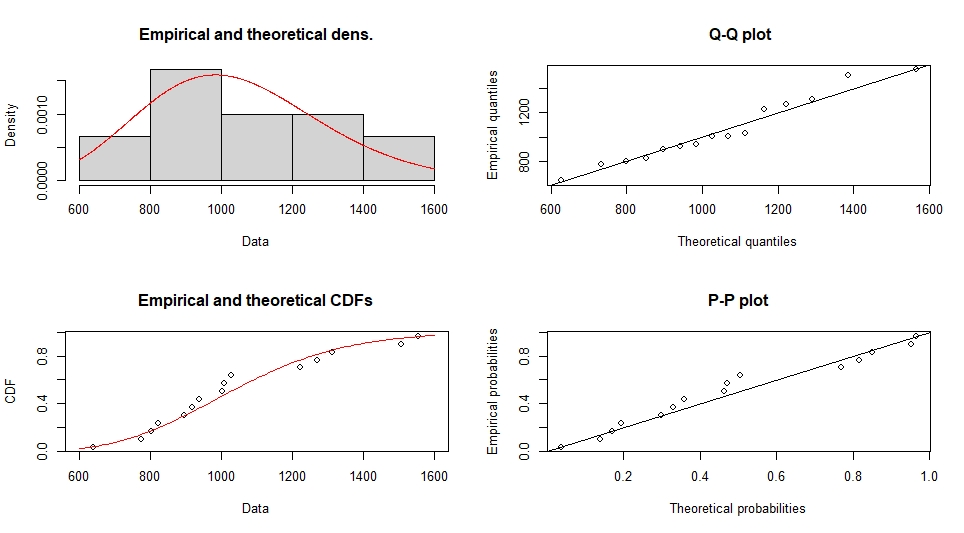 Empirical and theoretical dens.
Density
0.0000
0.0010
600 800 1000 1200 1400 1600
Data
Q-Q plot
Empirical quantiles
800
1200
600 800 1000 1200 1400 1600
Theoretical quantiles
Empirical and theoretical CDFs
CDF
0.0
0.4
0.8
600 800 1000 1200 1400 1600
Data
P-P plot
Empirical probabilities
0.0
0.4
0.8
0.2 0.4 0.6 0.8 1.0
Theoretical probabilities